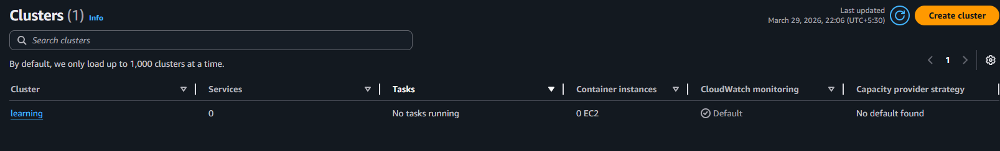 Clusters (1) Info
Last updated
March 29, 2026, 22:06 (UTC+5:30)
Create cluster
Search clusters
By default, we only load up to 1,000 clusters at a time.
1
Cluster Services Tasks Container instances CloudWatch monitoring Capacity provider strategy
learning 0 No tasks running 0 EC2 Default No default found